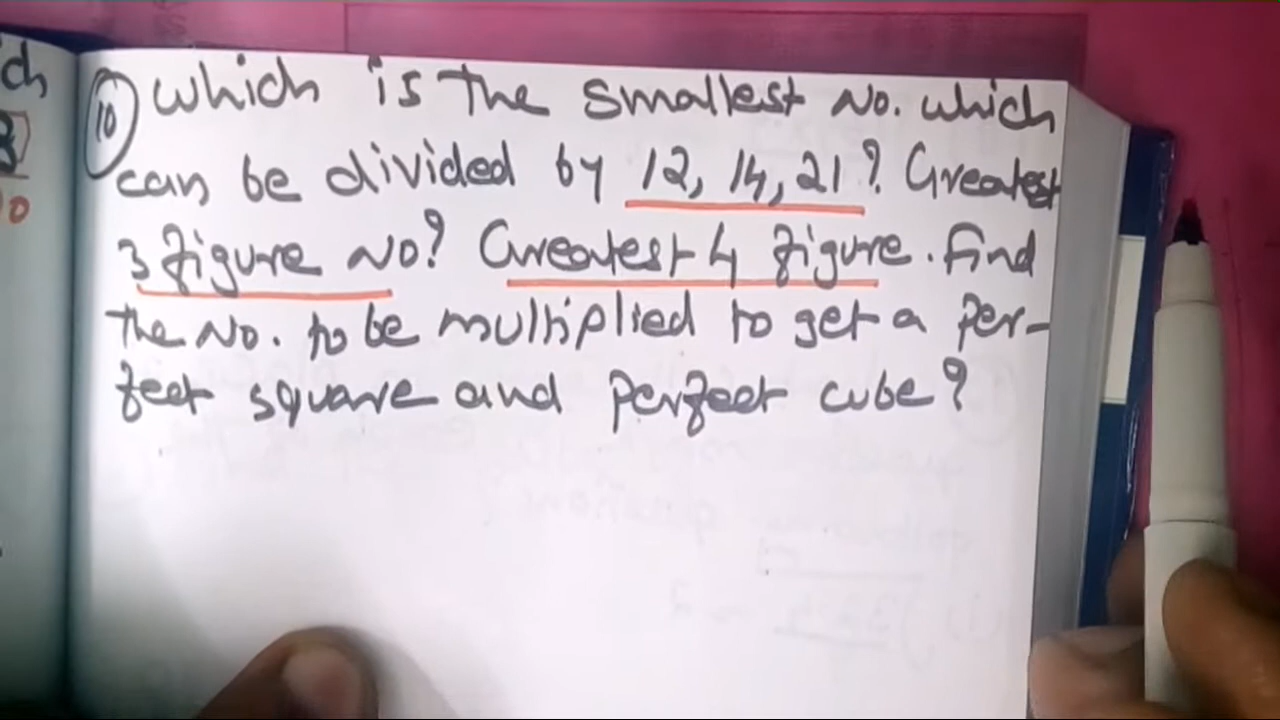 ch
10 Which is The smallest No. which
can be divided by 12, 14, 21? Greatest
3 figure No? Greatest 4 figure. Find
The No. to be multiplied to get a Per-
fect square and Perfect cube?